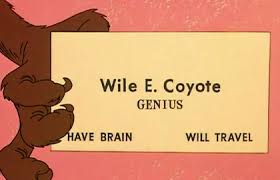 Wile E. Coyote
GENIUS
HAVE BRAIN WILL TRAVEL